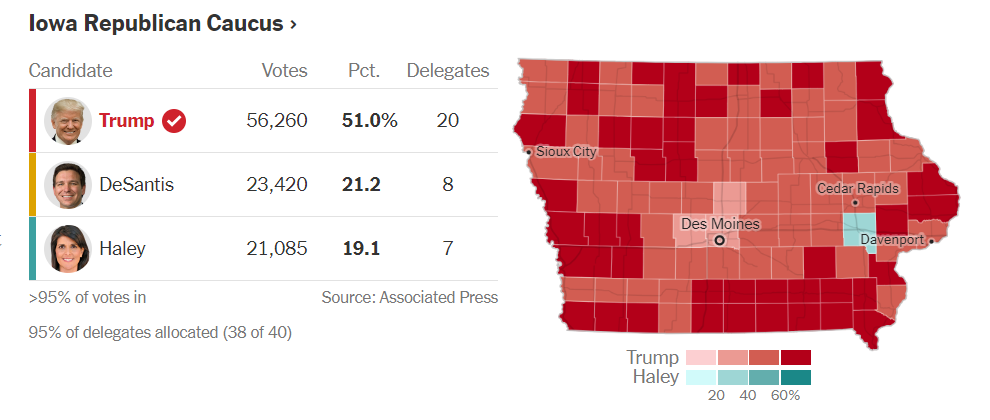 Iowa Republican Caucus ›
Candidate Votes Pct. Delegates
Trump 56,260 51.0% 20
DeSantis 23,420 21.2 8
Haley 21,085 19.1 7
>95% of votes in Source: Associated Press
95% of delegates allocated (38 of 40)
Sioux City
Cedar Rapids
Des Moines
Davenport
Trump
Haley
20 40 60%